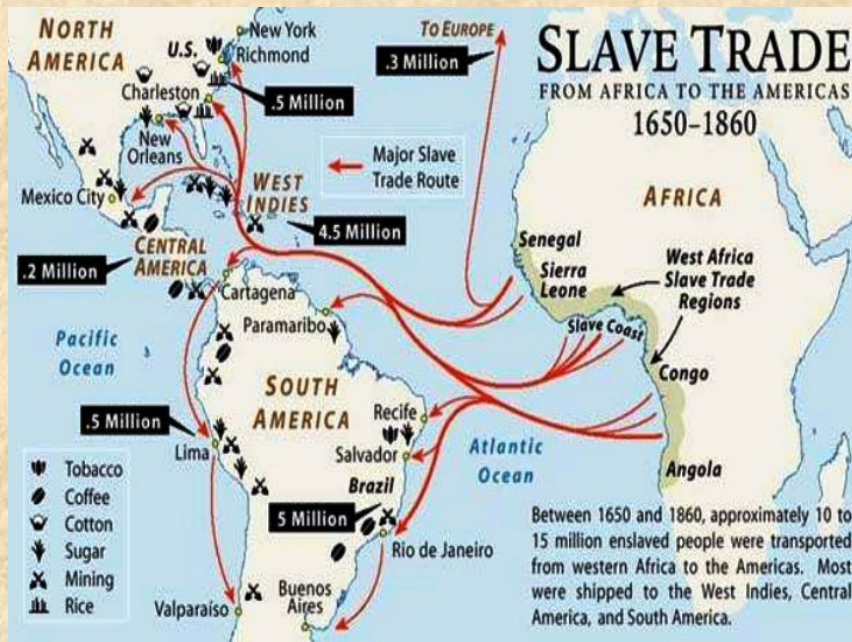 SLAVE TRADE
FROM AFRICA TO THE AMERICAS
1650–1860
NORTH
AMERICA
U.S.
New York
Richmond
Charleston
.5 Million
New
Orleans
Mexico City
WEST
INDIES
4.5 Million
CENTRAL
AMERICA
.2 Million
TO EUROPE
.3 Million
Major Slave
Trade Route
AFRICA
Senegal
Sierra
Leone
West Africa
Slave Trade
Regions
Slave Coast
Congo
Angola
Cartagena
Paramaribo
Pacific
Ocean
SOUTH
AMERICA
Recife
Salvador
Atlantic
Ocean
.5 Million
Lima
Brazil
5 Million
Rio de Janeiro
Buenos
Aires
Valparaíso
Tobacco
Coffee
Cotton
Sugar
Mining
Rice
Between 1650 and 1860, approximately 10 to
15 million enslaved people were transported
from western Africa to the Americas. Most
were shipped to the West Indies, Central
America, and South America.